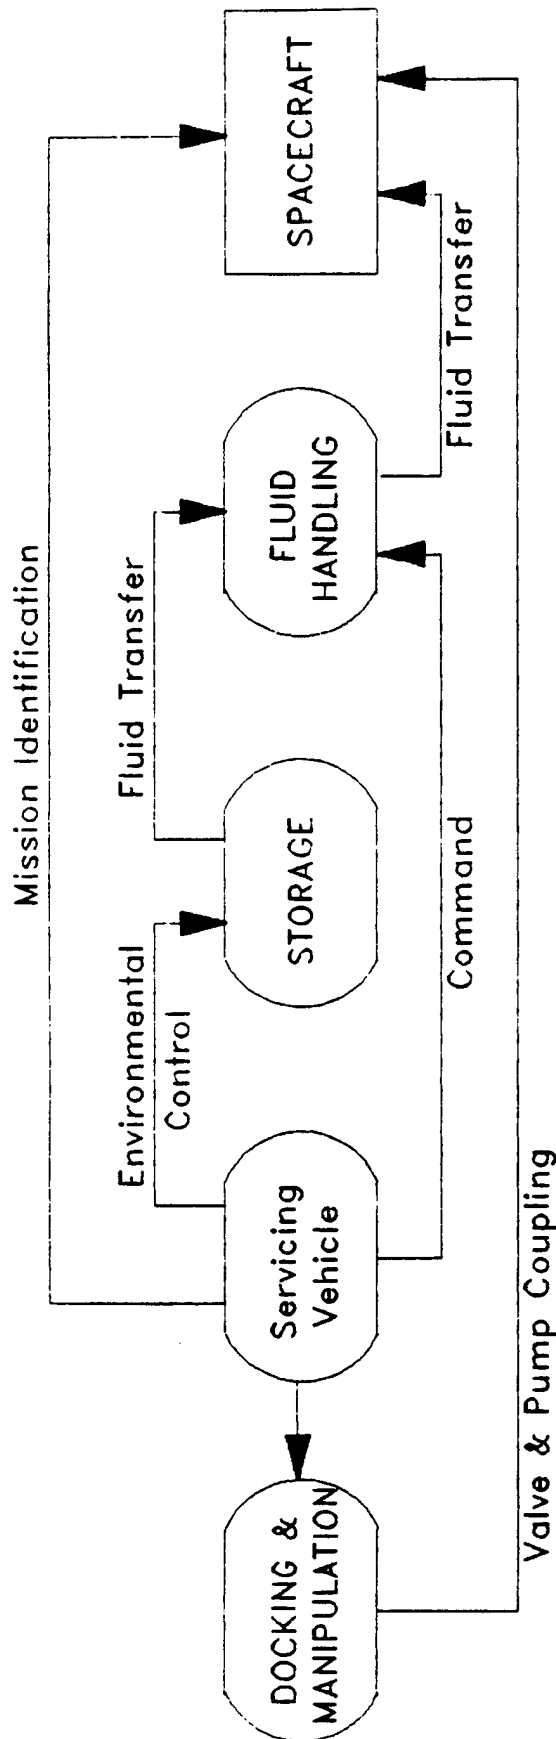 Mission Identification
Environmental
Control
Fluid Transfer
DOCKING &
MANIPULATION
Servicing
Vehicle
STORAGE
FLUID
HANDLING
SPACECRAFT
Command
Fluid Transfer
Valve & Pump Coupling